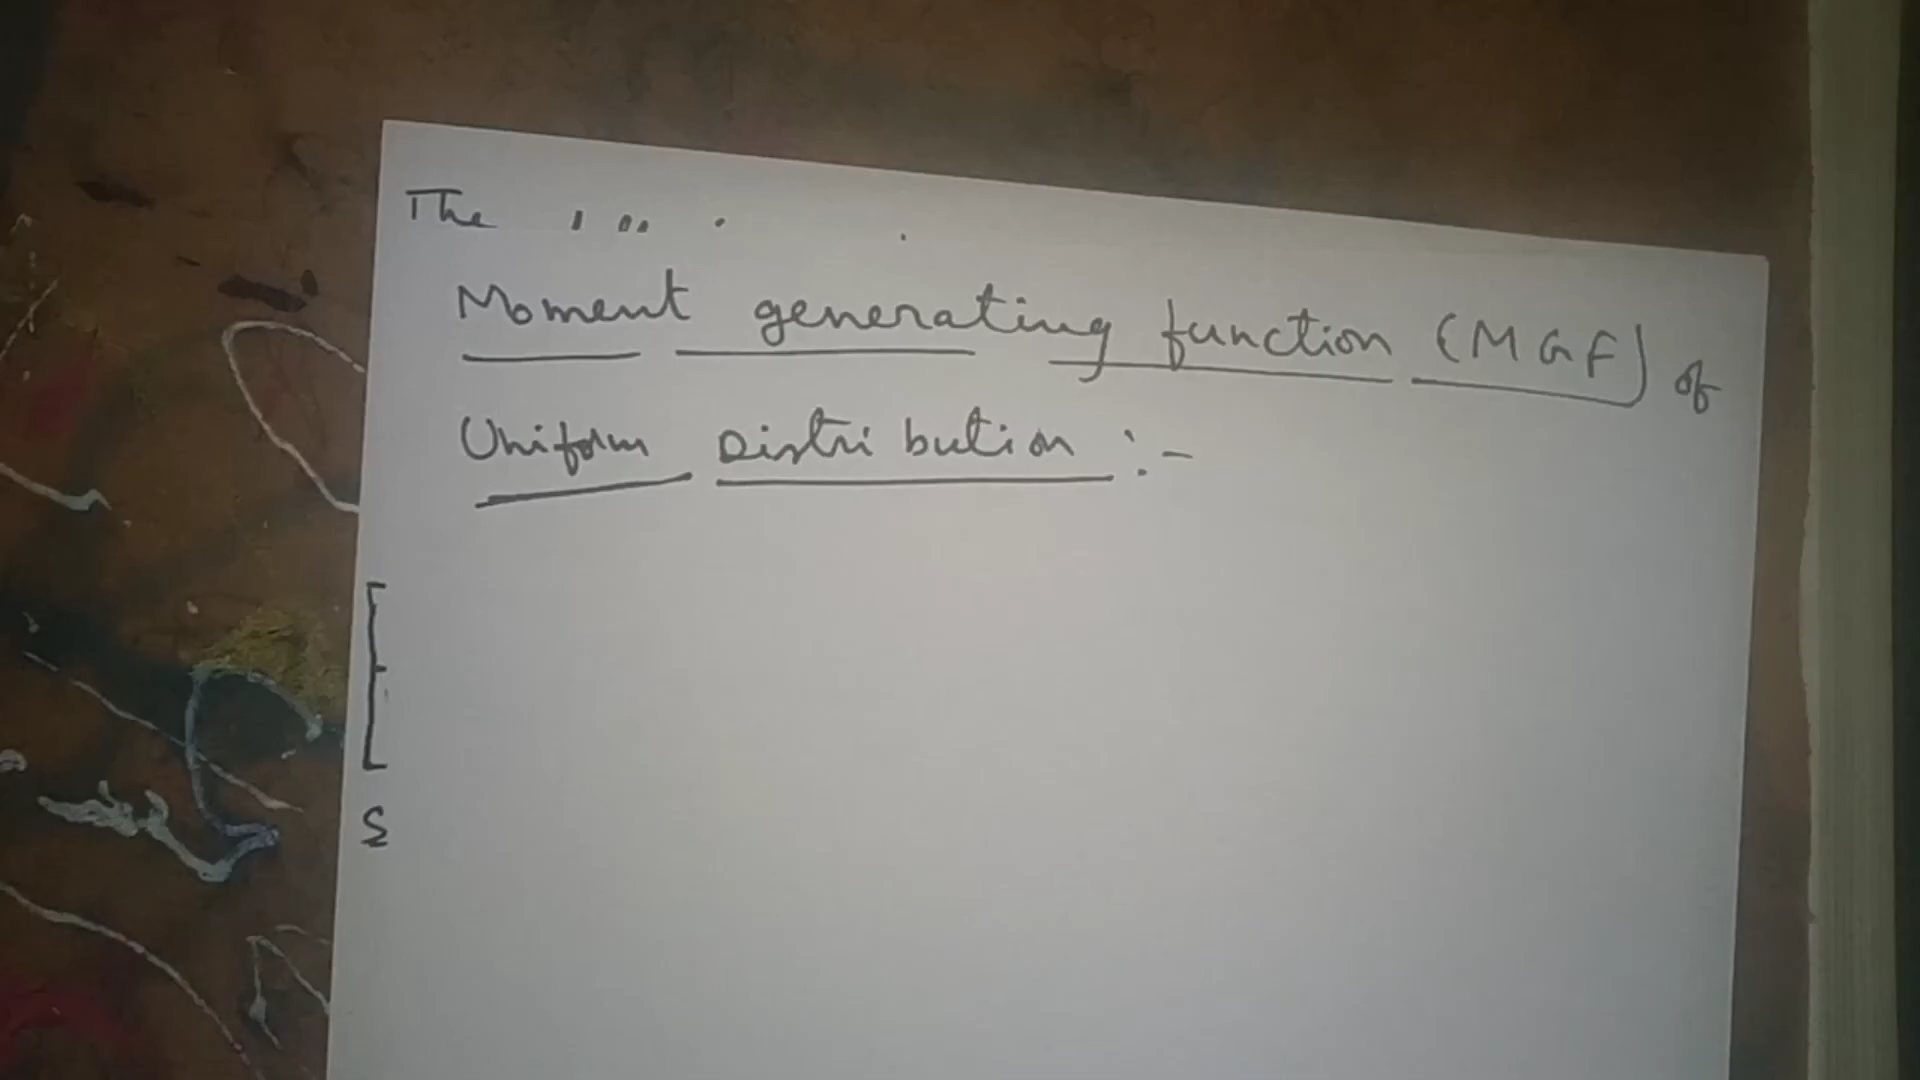 The
Moment generating function (MGF) of
Uniform Distribution :-